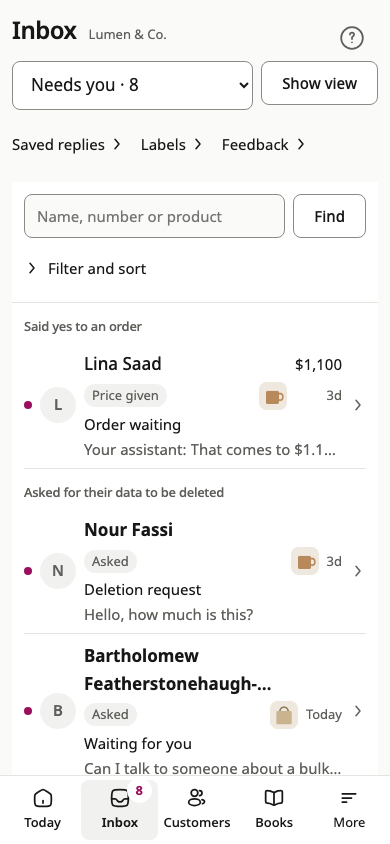 Inbox Lumen & Co.
?
Needs you · 8
Show view
Saved replies
Labels
Feedback
Name, number or product
Find
Filter and sort
Said yes to an order
Lina Saad
$1,100
L
Price given
3d
Order waiting
Your assistant: That comes to $1.1...
Asked for their data to be deleted
Nour Fassi
N
Asked
3d
Deletion request
Hello, how much is this?
Bartholomew
Featherstonehaugh-...
B
Asked
Today
Waiting for you
Can I talk to someone about a bulk...
8
Today
Inbox
Customers
Books
More